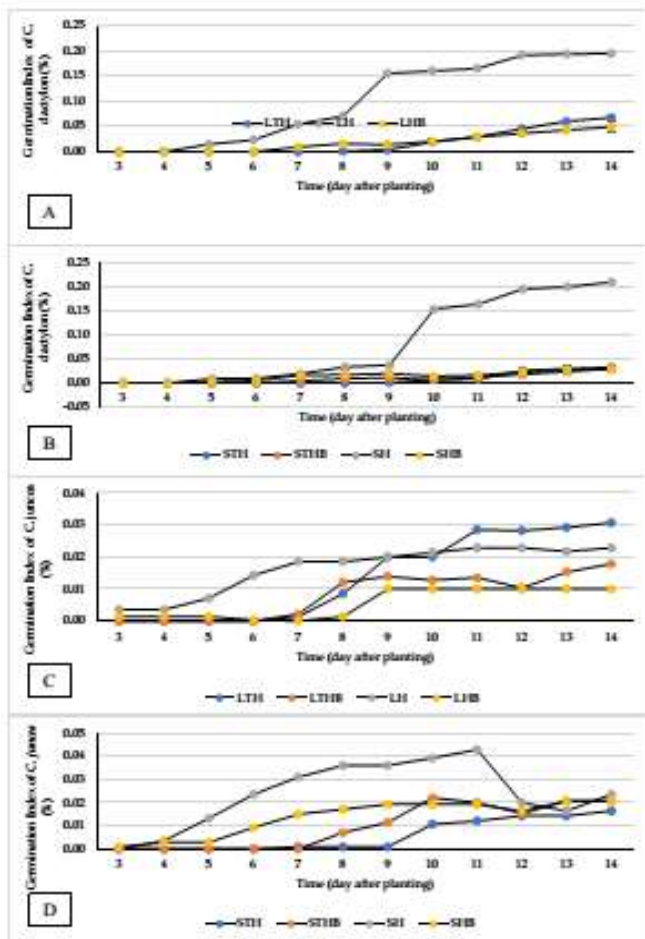 Germination Index of C. dactylon (%)
0.25
0.20
0.15
0.10
0.05
0.00
LTH LH LHB
3 4 5 6 7 8 9 10 11 12 13 14
Time (day after planting)
A
Germination Index of C. dactylon (%)
0.25
0.20
0.15
0.10
0.05
0.00
-0.05
3 4 5 6 7 8 9 10 11 12 13 14
Time (day after planting)
B
STH STHB SH SHB
Germination Index of C. juncos (%)
0.04
0.03
0.02
0.01
0.00
3 4 5 6 7 8 9 10 11 12 13 14
Time (day after planting)
C
LTH LTHB LH LHB
Germination Index of C. juncos (%)
0.05
0.04
0.03
0.02
0.01
0.00
3 4 5 6 7 8 9 10 11 12 13 14
Time (day after planting)
D
STH STHB SH SHB